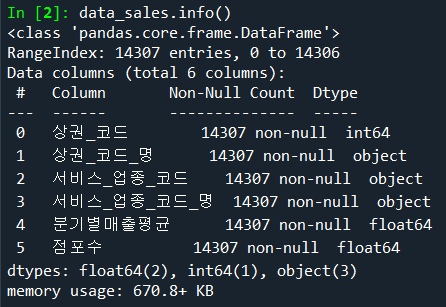 In [2]: data_sales.info()
<class 'pandas.core.frame.DataFrame'>
RangeIndex: 14307 entries, 0 to 14306
Data columns (total 6 columns):
 #   Column       Non-Null Count  Dtype
---  ------       --------------  -----
 0   상권_코드        14307 non-null  int64
 1   상권_코드_명      14307 non-null  object
 2   서비스_업종_코드    14307 non-null  object
 3   서비스_업종_코드_명  14307 non-null  object
 4   분기별매출평균      14307 non-null  float64
 5   점포수          14307 non-null  float64
dtypes: float64(2), int64(1), object(3)
memory usage: 670.8+ KB